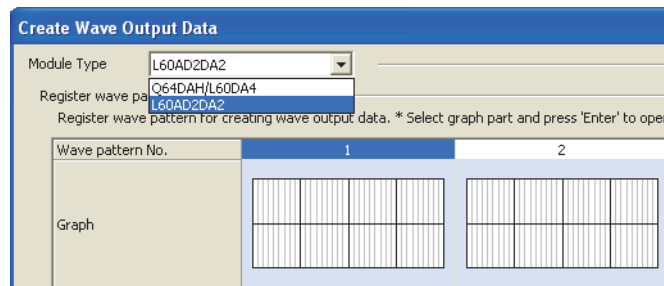 Create Wave Output Data
Module Type L60AD2DA2
Q64DAH/L60DA4
L60AD2DA2
Register wave pa
Register wave pattern for creating wave output data. * Select graph part and press 'Enter' to ope
Wave pattern No. 1 2
Graph